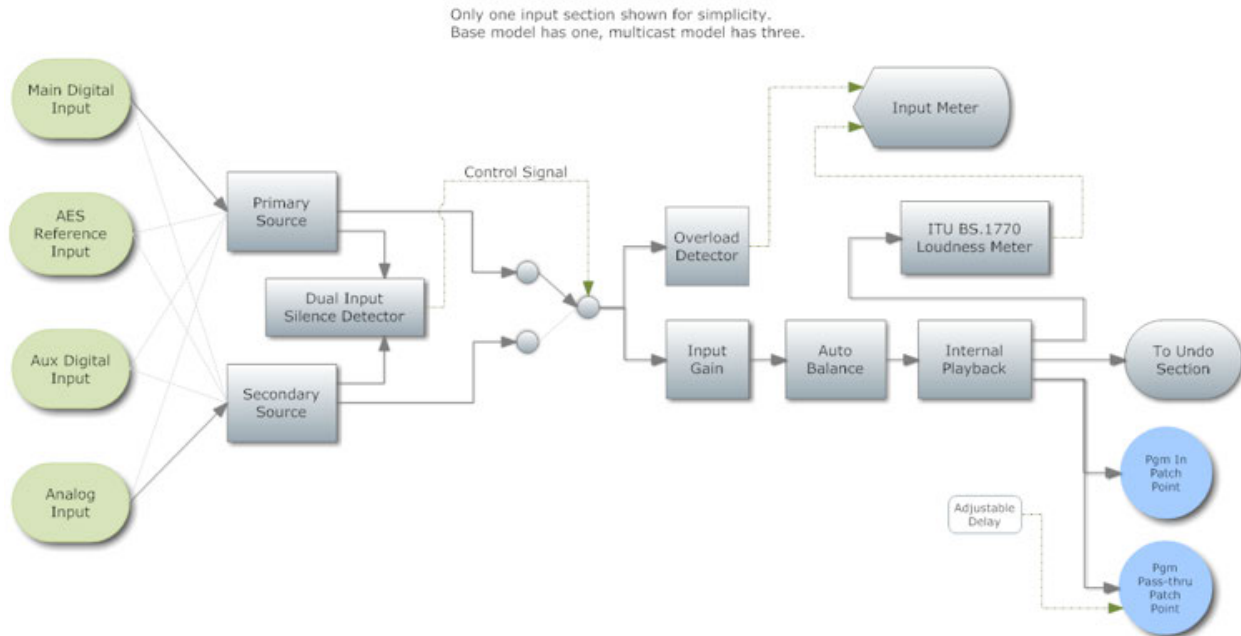 Only one input section shown for simplicity.
Base model has one, multicast model has three.
Main Digital
Input
AES
Reference
Input
Aux Digital
Input
Analog
Input
Primary
Source
Dual Input
Silence Detector
Secondary
Source
Control Signal
Overload
Detector
Input
Gain
Auto
Balance
Internal
Playback
Input Meter
ITU BS.1770
Loudness Meter
To Undo
Section
Pgm In
Patch
Point
Adjustable
Delay
Pgm
Pass-thru
Patch
Point